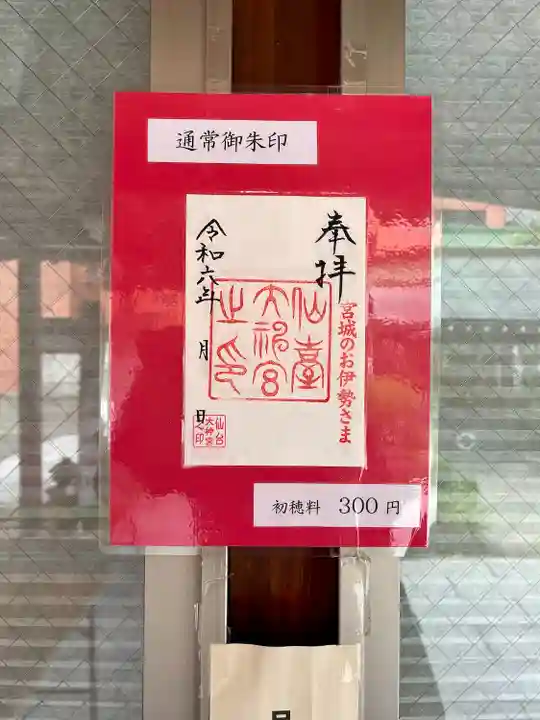 通常御朱印
奉拝
宮城のお伊勢さま
仙臺
大神宮
之印
令和六年 月 日
仙台
大神宮
之印
初穂料 300円